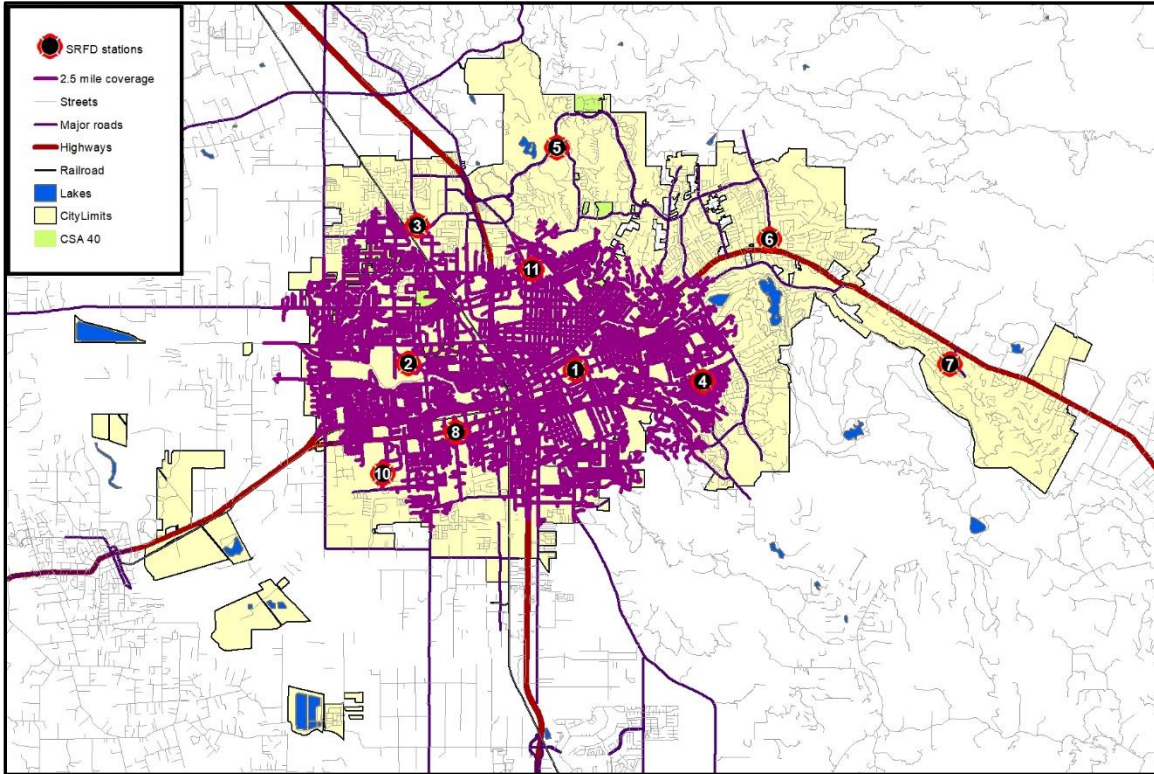 SRFD stations
2.5 mile coverage
Streets
Major roads
Highways
Railroad
Lakes
CityLimits
CSA 40
5
3
6
11
2
1
7
4
8
10